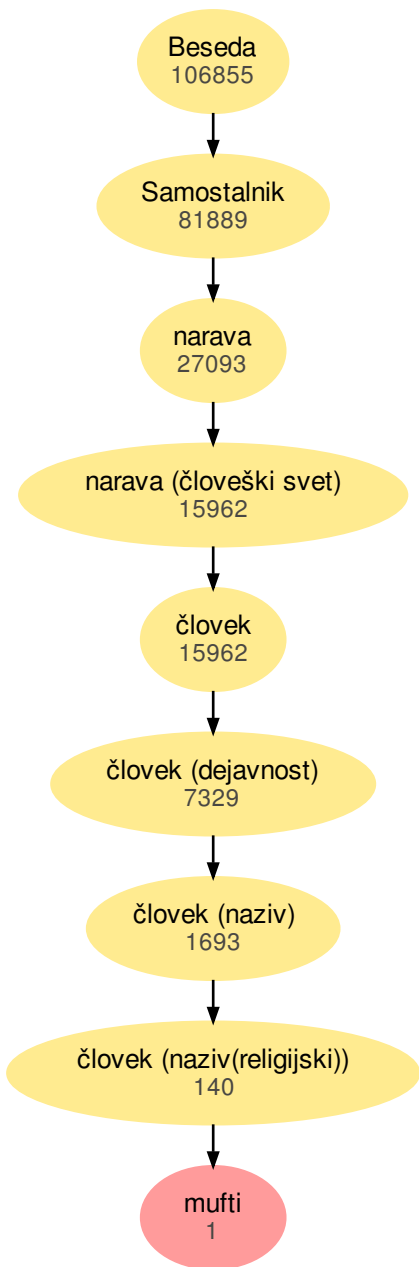 Beseda
106855
Samostalnik
81889
narava
27093
narava (človeški svet)
15962
človek
15962
človek (dejavnost)
7329
človek (naziv)
1693
človek (naziv(religijski))
140
mufti
1